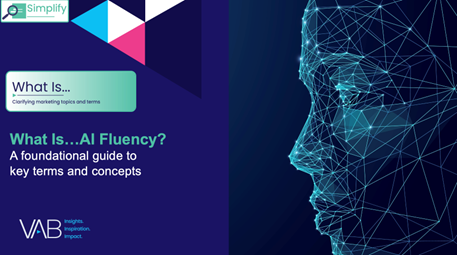 Simplify
What Is...
Clarifying marketing topics and terms
What Is...AI Fluency?
A foundational guide to
key terms and concepts
VAB
Insights.
Inspiration.
Impact.